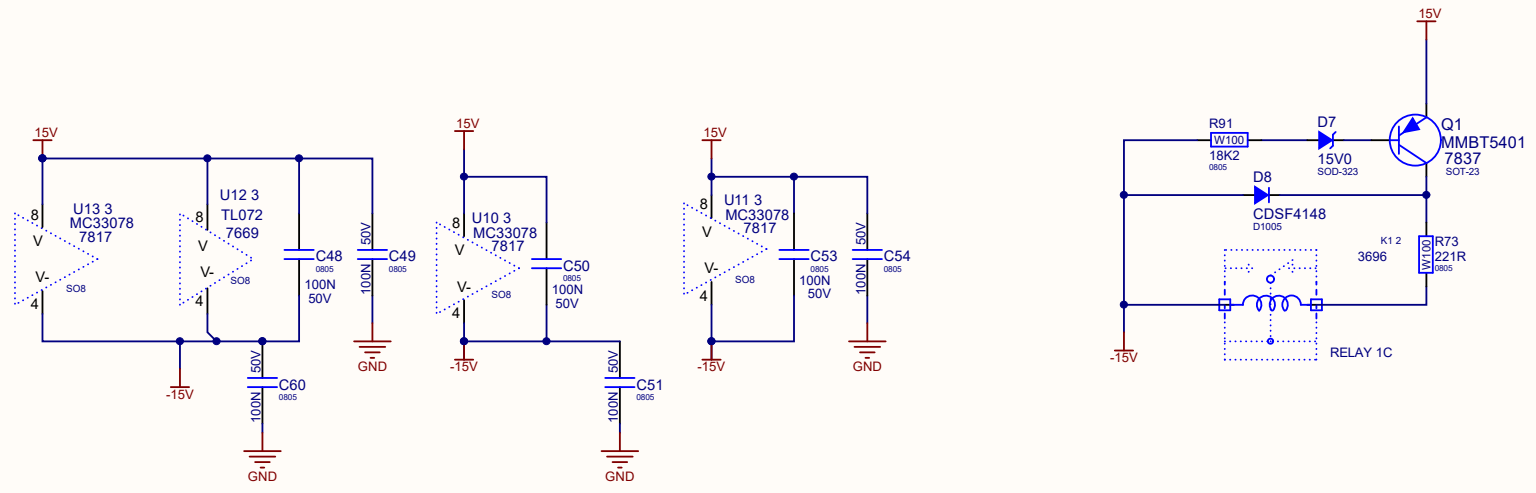 15V
U13 3
MC33078
7817
8
V
V-
4
SO8
U12 3
TL072
7669
8
V
V-
4
SO8
C48
0805
100N
50V
50V
100N
C49
0805
GND
-15V
50V
100N
C60
0805
GND
15V
U10 3
MC33078
7817
8
V
V-
4
SO8
C50
0805
100N
50V
-15V
50V
100N
C51
0805
GND
15V
U11 3
MC33078
7817
8
V
V-
4
SO8
C53
0805
100N
50V
-15V
50V
100N
C54
0805
GND
15V
R91
W100
18K2
0805
D7
15V0
SOD-323
Q1
MMBT5401
7837
SOT-23
D8
CDSF4148
D1005
K1 2
3696
W100
R73
221R
0805
-15V
RELAY 1C